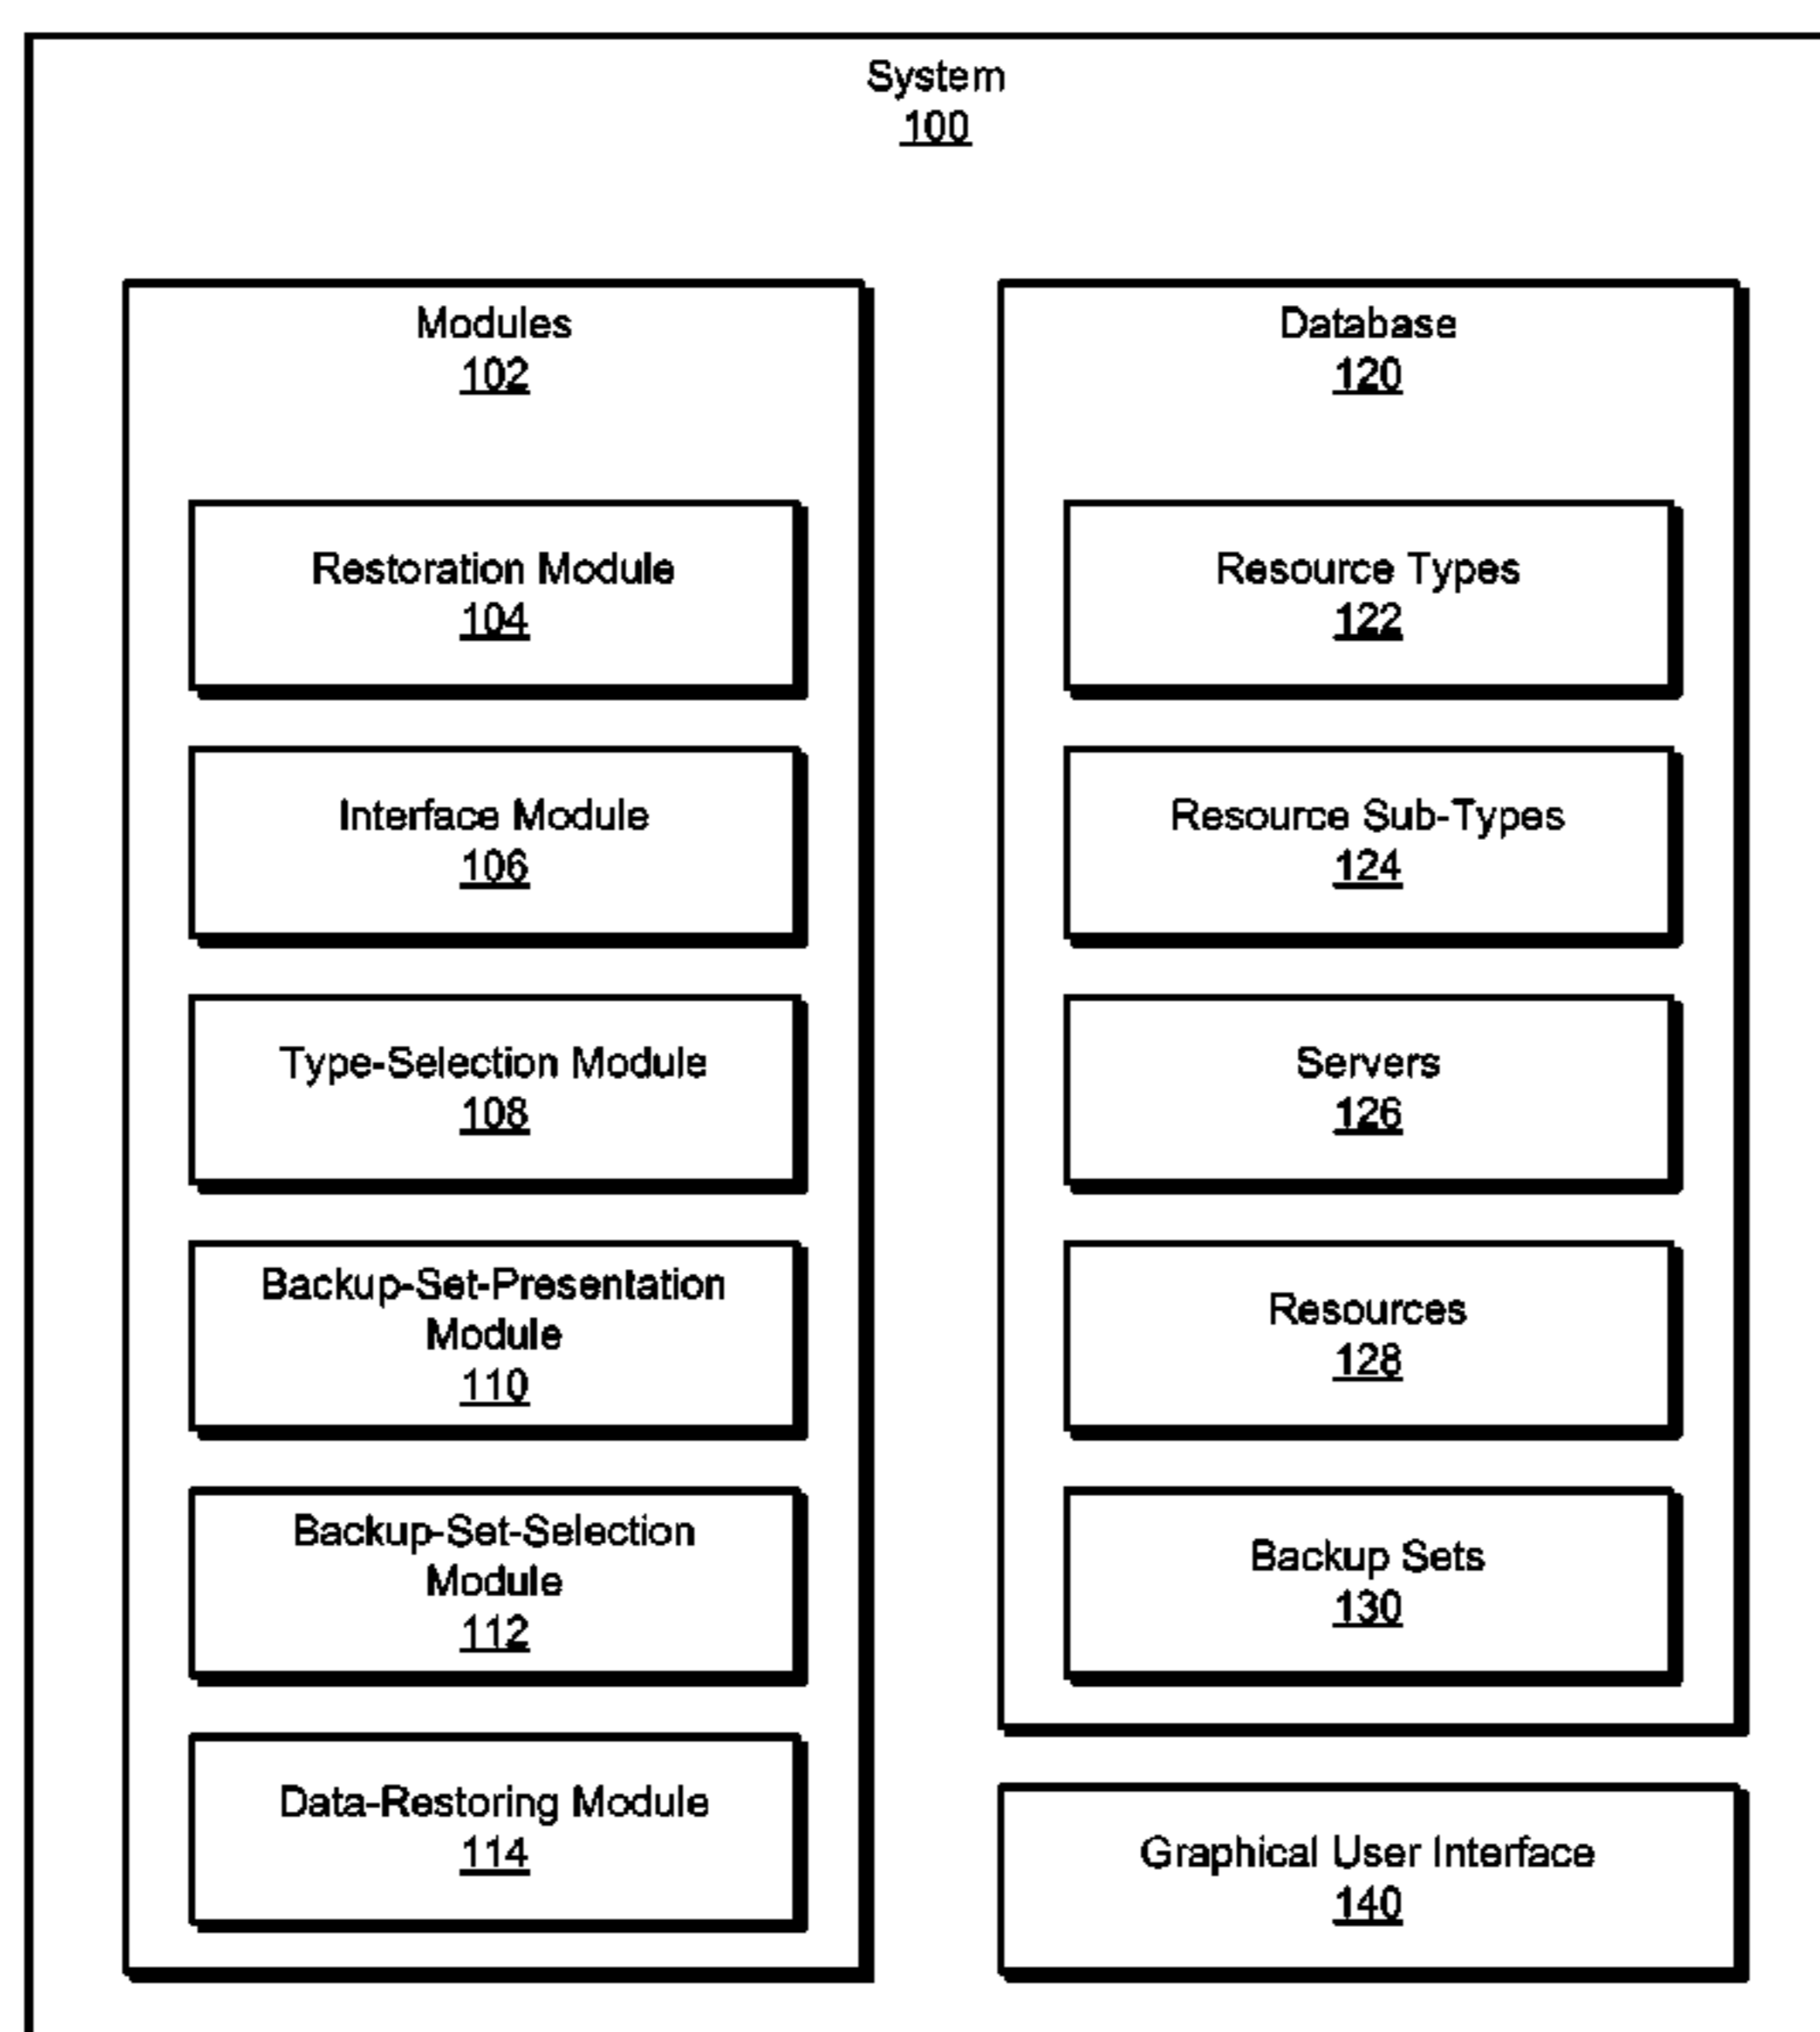 System
100
Modules
102
Restoration Module
104
Interface Module
106
Type-Selection Module
108
Backup-Set-Presentation
Module
110
Backup-Set-Selection
Module
112
Data-Restoring Module
114
Database
120
Resource Types
122
Resource Sub-Types
124
Servers
126
Resources
128
Backup Sets
130
Graphical User Interface
140